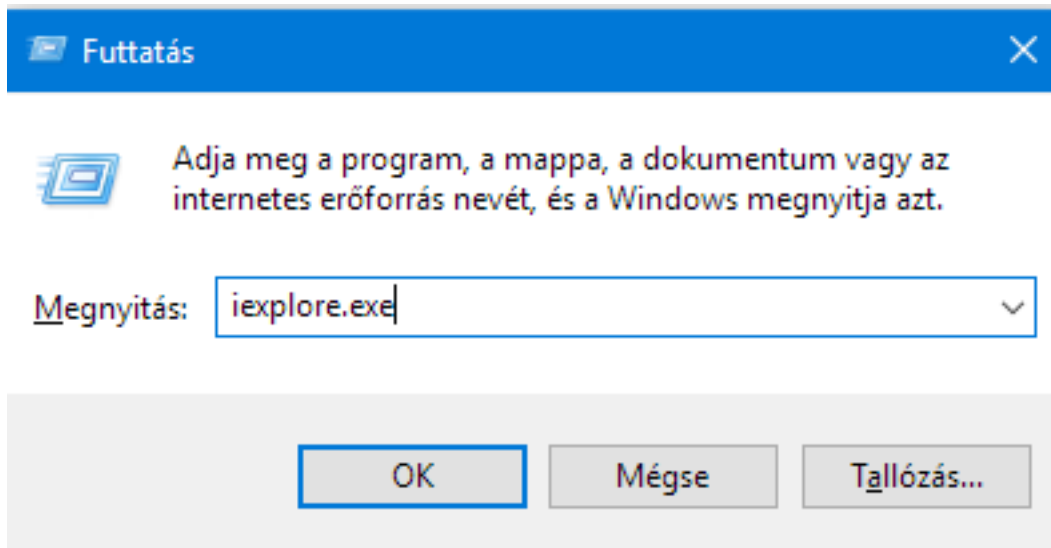 Futtatás
Adja meg a program, a mappa, a dokumentum vagy az
internetes erőforrás nevét, és a Windows megnyitja azt.
Megnyitás: iexplore.exe
OK Mégse Tallózás...